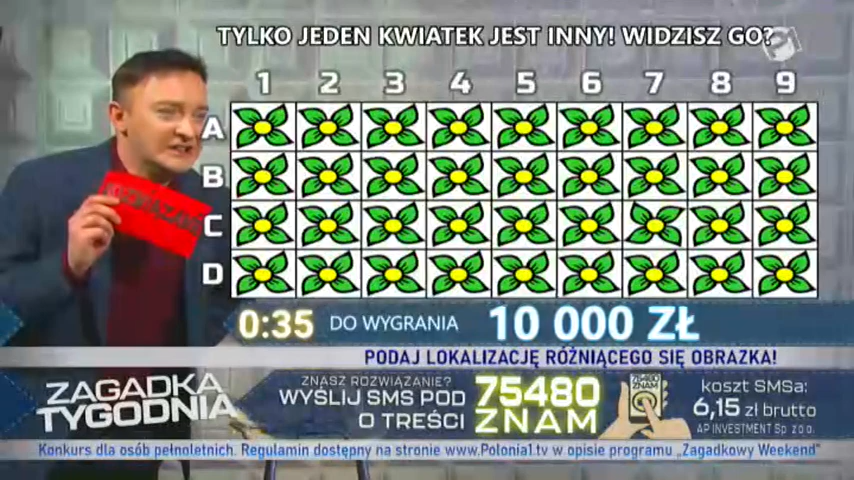 TYLKO JEDEN KWIATEK JEST INNY! WIDZISZ GO?
1 2 3 4 5 6 7 8 9
A
B
C
D
0:35 DO WYGRANIA 10 000 ZŁ
PODAJ LOKALIZACJĘ RÓŻNIĄCEGO SIĘ OBRAZKA!
ZAGADKA
TYGODNIA
ZNASZ ROZWIĄZANIE?
WYŚLIJ SMS POD
O TREŚCI
75480
ZNAM
75480
ZNAM
koszt SMSa:
6,15 zł brutto
AP INVESTMENT Sp. z o.o.
Konkurs dla osób pełnoletnich. Regulamin dostępny na stronie www.Polonia1.tv w opisie programu „Zagadkowy Weekend"